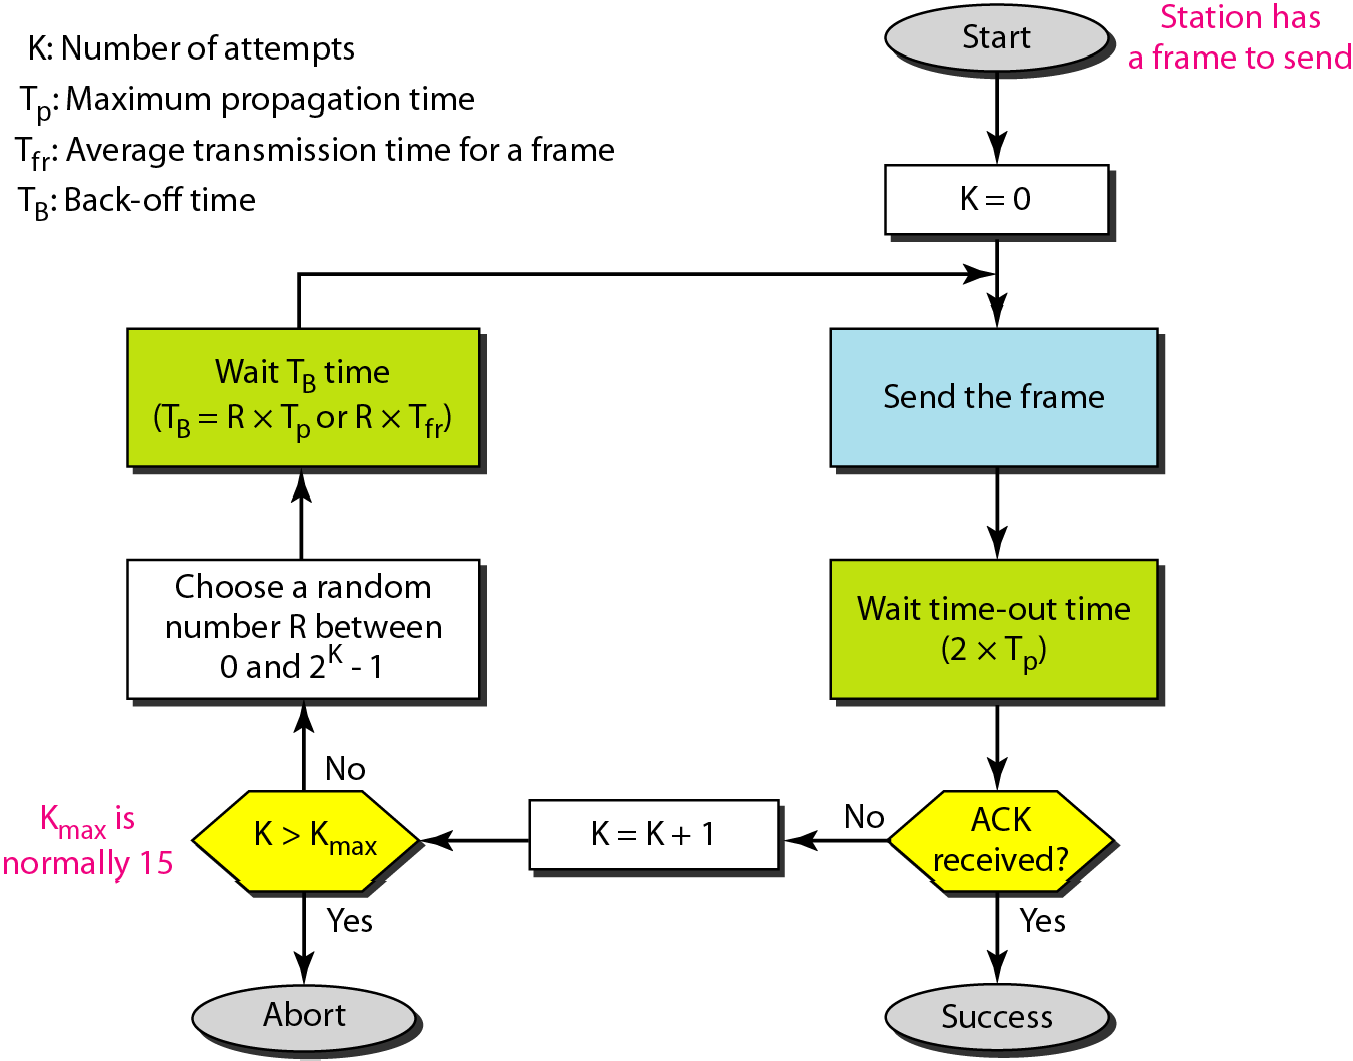 K: Number of attempts
Tp: Maximum propagation time
Tfr: Average transmission time for a frame
TB: Back-off time
Start
Station has
a frame to send
K = 0
Wait TB time
(TB = R × Tp or R × Tfr)
Send the frame
Choose a random
number R between
0 and 2^K - 1
Wait time-out time
(2 × Tp)
No
Kmax is
normally 15
K > Kmax
K = K + 1
No
ACK
received?
Yes
Yes
Abort
Success